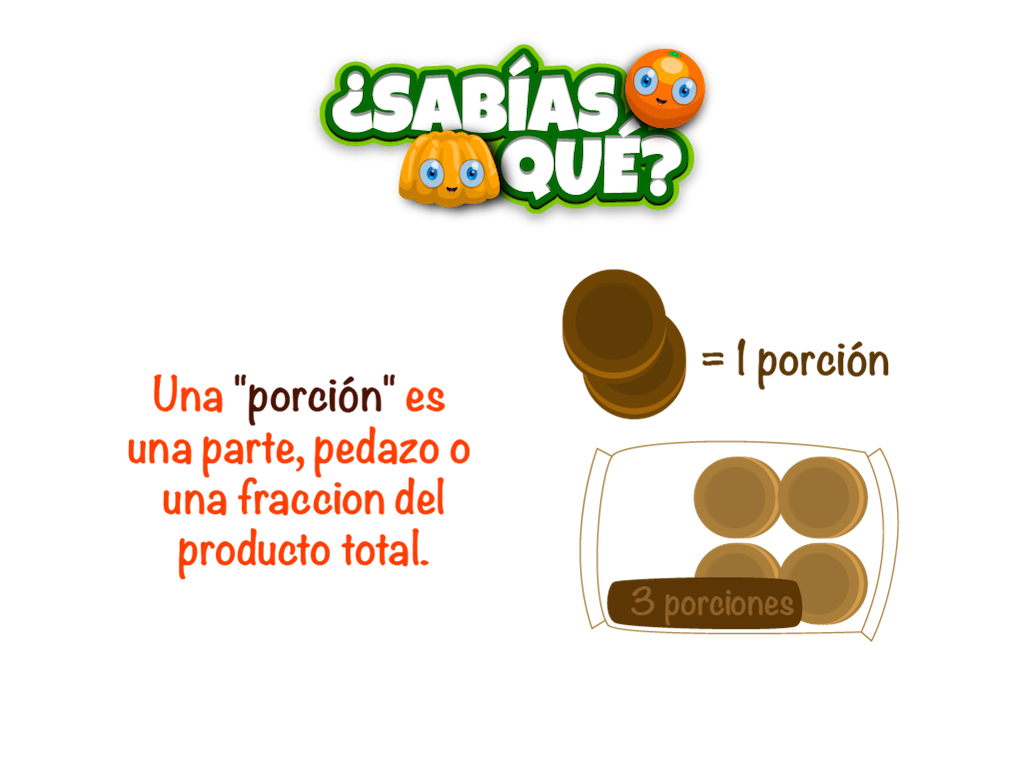 ¿SABÍAS
QUÉ?
Una "porción" es
una parte, pedazo o
una fraccion del
producto total.
= 1 porción
3 porciones